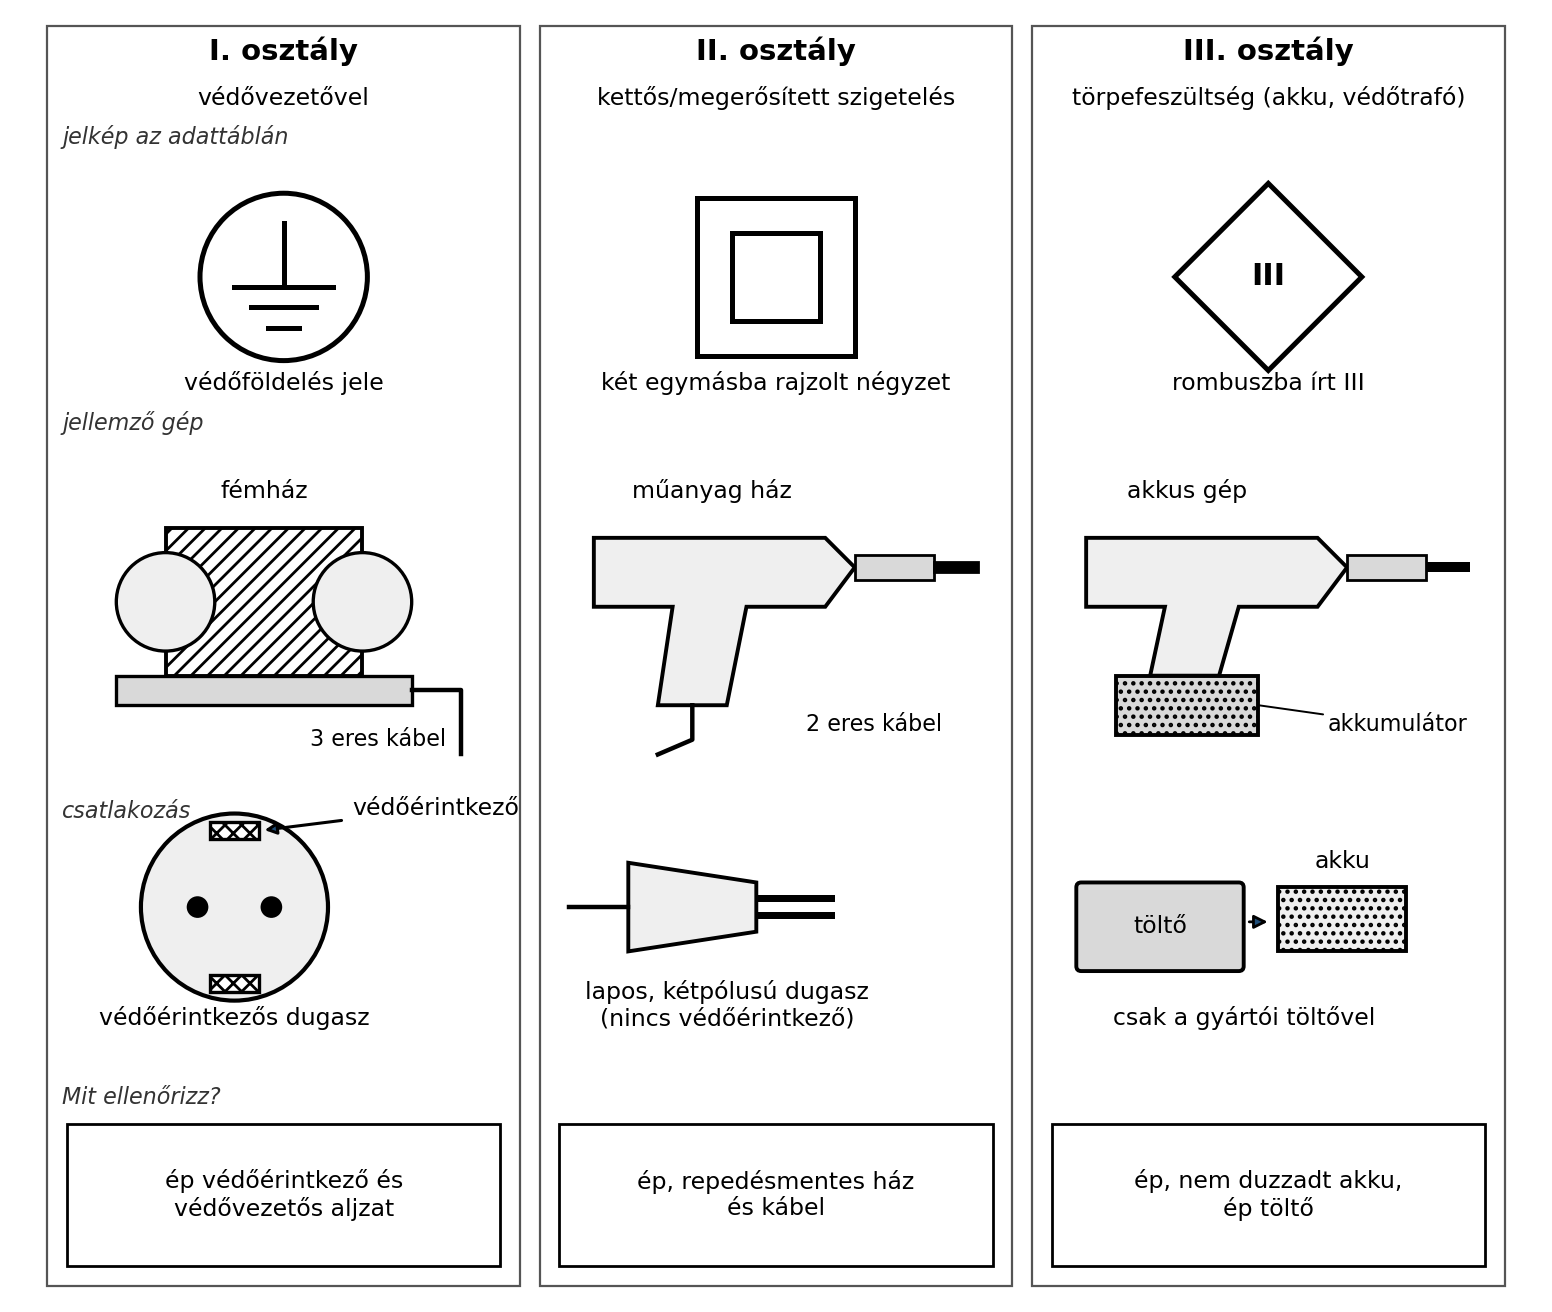 I. osztály
védővezetővel
jelkép az adattáblán
védőföldelés jele
jellemző gép
fémház
3 eres kábel
csatlakozás
védőérintkező
védőérintkezős dugasz
Mit ellenőrizz?
ép védőérintkező és
védővezetős aljzat
II. osztály
kettős/megerősített szigetelés
két egymásba rajzolt négyzet
műanyag ház
2 eres kábel
lapos, kétpólusú dugasz
(nincs védőérintkező)
ép, repedésmentes ház
és kábel
III. osztály
törpefeszültség (akku, védőtrafó)
III
rombuszba írt III
akkus gép
akkumulátor
akku
töltő
csak a gyártói töltővel
ép, nem duzzadt akku,
ép töltő